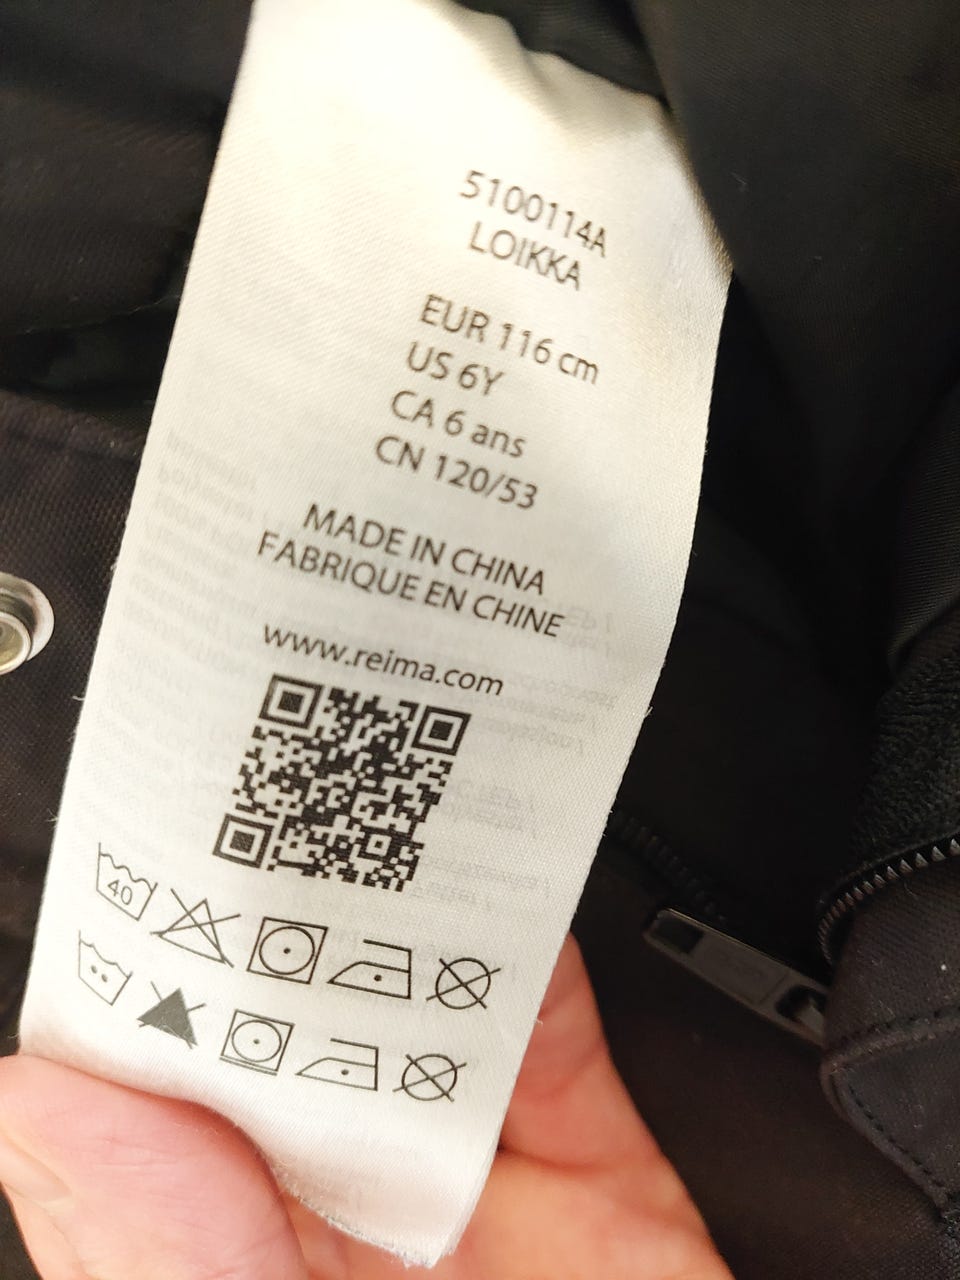 5100114A
LOIKKA
EUR 116 cm
US 6Y
CA 6 ans
CN 120/53
MADE IN CHINA
FABRIQUE EN CHINE
www.reima.com
40